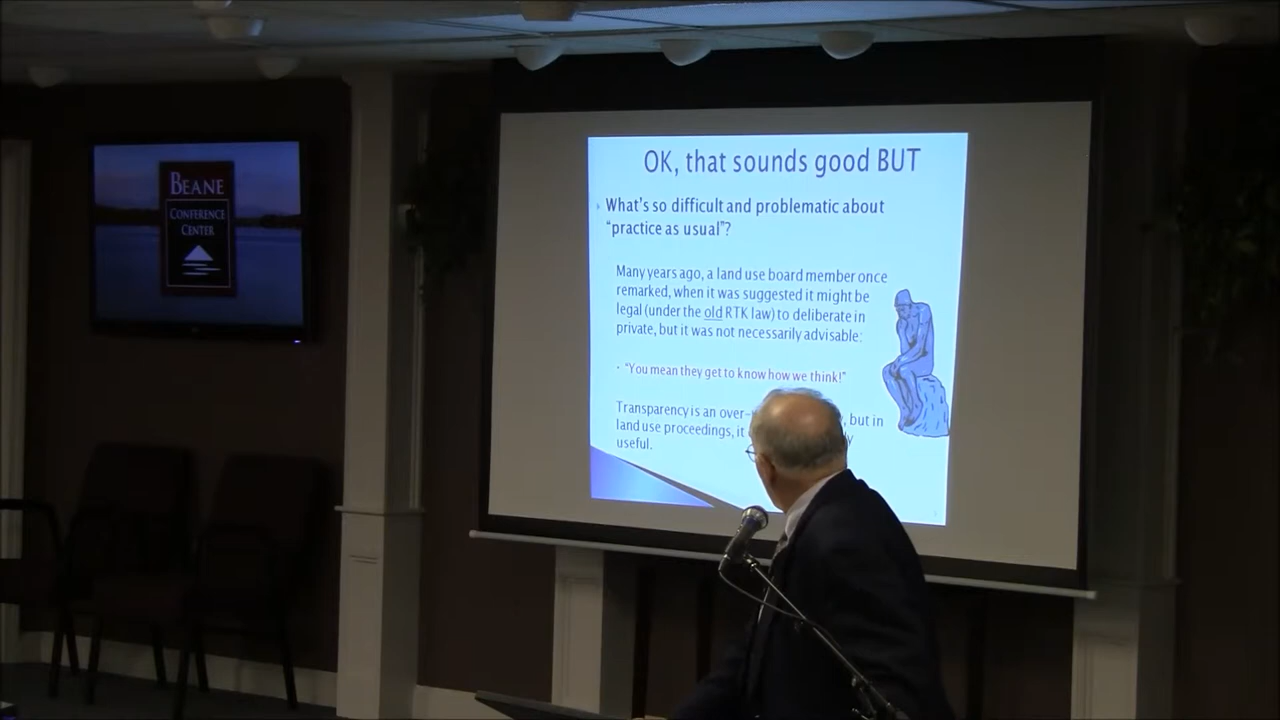 BEANE
CONFERENCE
CENTER
OK, that sounds good BUT
What's so difficult and problematic about
"practice as usual"?
Many years ago, a land use board member once
remarked, when it was suggested it might be
legal (under the old RTK law) to deliberate in
private, but it was not necessarily advisable:
• "You mean they get to know how we think!"
Transparency is an over- , but in
land use proceedings, it
useful.